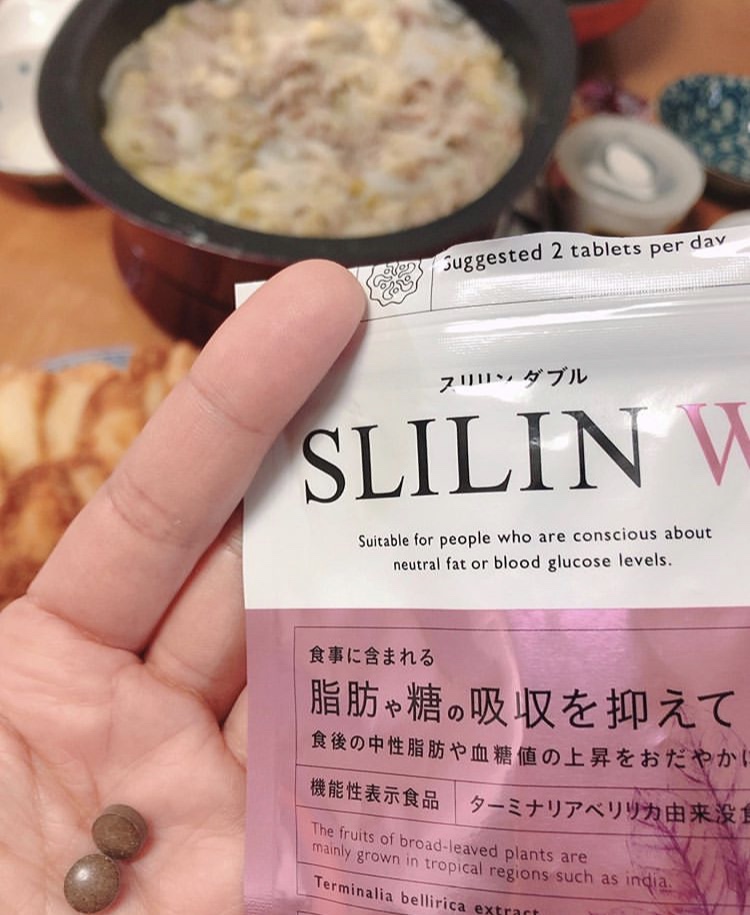 Suggested 2 tablets per day
スリリン ダブル
SLILIN W
Suitable for people who are conscious about
neutral fat or blood glucose levels.
食事に含まれる
脂肪や糖の吸収を抑えて
食後の中性脂肪や血糖値の上昇をおだやかに
機能性表示食品
ターミナリアベリリカ由来没食
The fruits of broad-leaved plants are
mainly grown in tropical regions such as india.
Terminalia bellirica extract